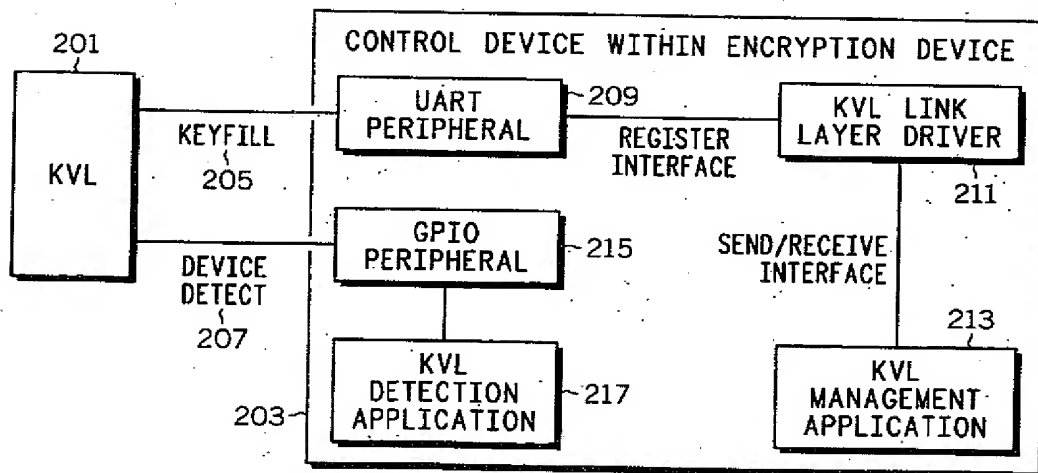 CONTROL DEVICE WITHIN ENCRYPTION DEVICE
201
KVL
KEYFILL
205
DEVICE
DETECT
207
203
UART
PERIPHERAL
209
REGISTER
INTERFACE
KVL LINK
LAYER DRIVER
211
GPIO
PERIPHERAL
215
SEND/RECEIVE
INTERFACE
KVL
DETECTION
APPLICATION
217
213
KVL
MANAGEMENT
APPLICATION